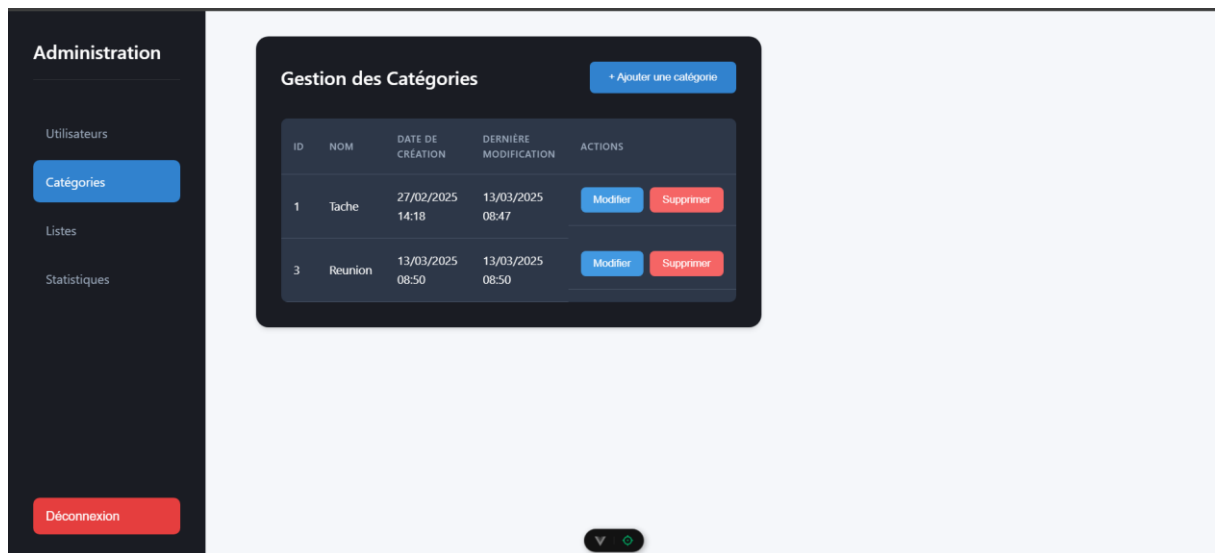 Administration
Utilisateurs
Catégories
Listes
Statistiques
Déconnexion
Gestion des Catégories
+ Ajouter une catégorie
ID NOM DATE DE CRÉATION DERNIÈRE MODIFICATION ACTIONS
1 Tache 27/02/2025 14:18 13/03/2025 08:47 Modifier Supprimer
3 Reunion 13/03/2025 08:50 13/03/2025 08:50 Modifier Supprimer